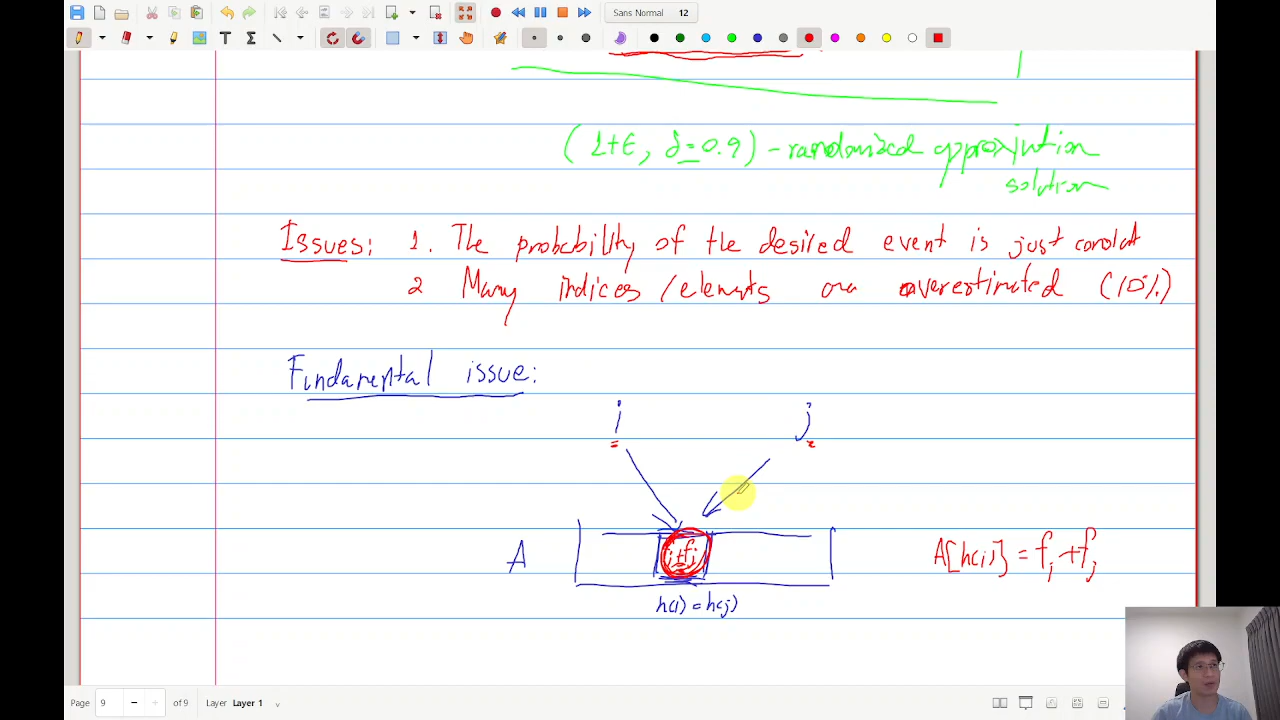 Sans Normal 12
(1+ε, δ=0.9) - randomized approximation
solution
Issues: 1. The probability of the desired event is just constat
2 Many indices / elements are overestimated (10%)
Fundamental issue:
i j
A i+fj A[h(i)] = fi + fj
h(i) = h(j)
Page 9 of 9 Layer Layer 1